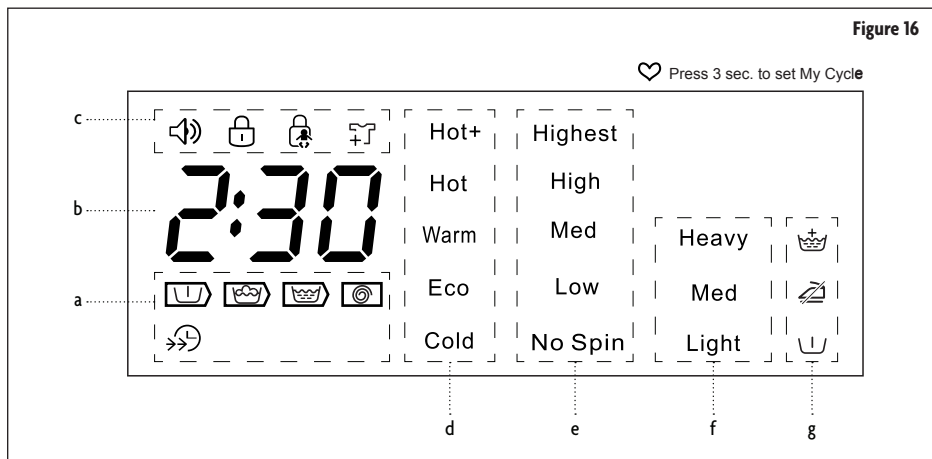 Figure 16
Press 3 sec. to set My Cycle
c
b
a
2:30
Hot+
Hot
Warm
Eco
Cold
Highest
High
Med
Low
No Spin
Heavy
Med
Light
d
e
f
g